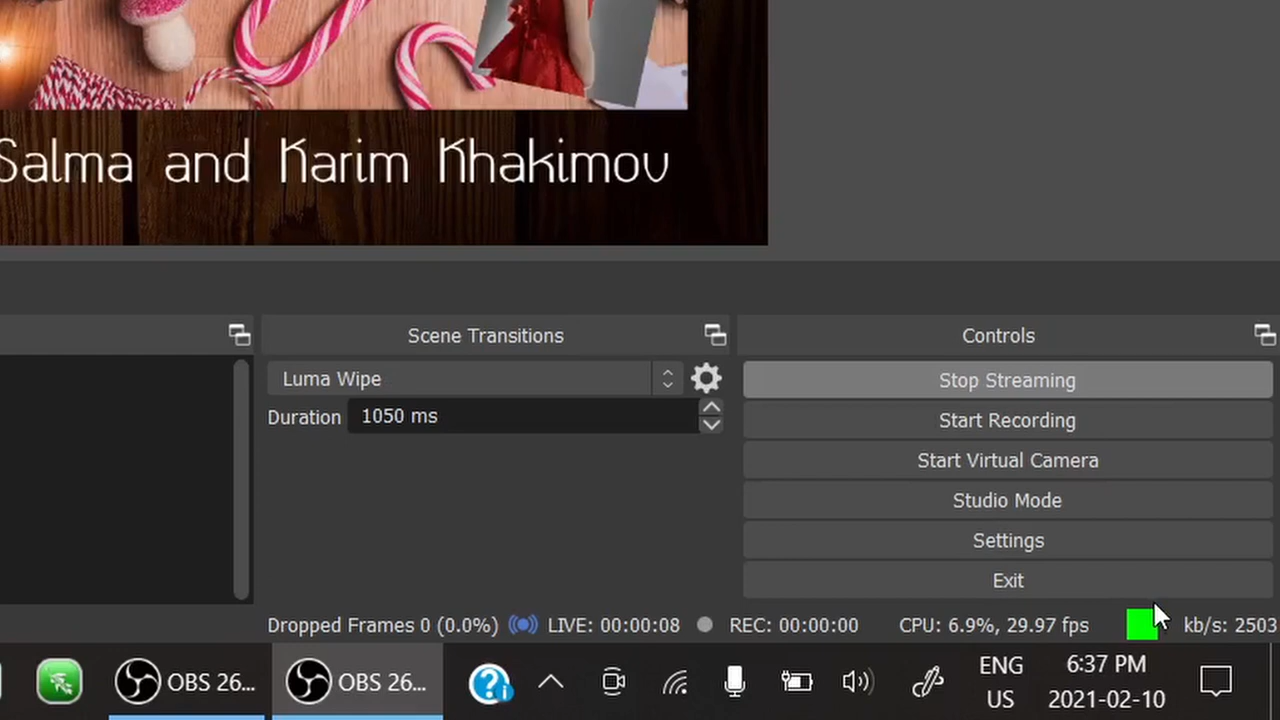 Salma and Karim Khakimov
Scene Transitions
Controls
Luma Wipe
Duration 1050 ms
Stop Streaming
Start Recording
Start Virtual Camera
Studio Mode
Settings
Exit
Dropped Frames 0 (0.0%) LIVE: 00:00:08 REC: 00:00:00 CPU: 6.9%, 29.97 fps kb/s: 2503
OBS 26... OBS 26... ENG 6:37 PM
US 2021-02-10